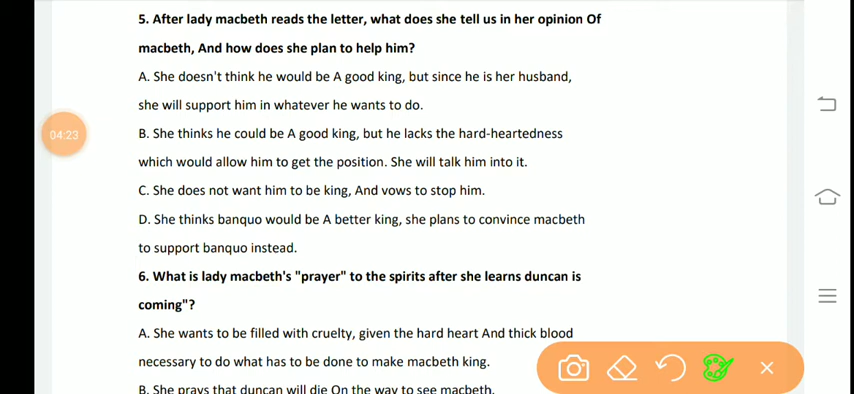 5. After lady macbeth reads the letter, what does she tell us in her opinion Of
macbeth, And how does she plan to help him?
A. She doesn't think he would be A good king, but since he is her husband,
she will support him in whatever he wants to do.
04:23
B. She thinks he could be A good king, but he lacks the hard-heartedness
which would allow him to get the position. She will talk him into it.
C. She does not want him to be king, And vows to stop him.
D. She thinks banquo would be A better king, she plans to convince macbeth
to support banquo instead.
6. What is lady macbeth's "prayer" to the spirits after she learns duncan is
coming"?
A. She wants to be filled with cruelty, given the hard heart And thick blood
necessary to do what has to be done to make macbeth king.
B. She prays that duncan will die On the way to see macbeth.